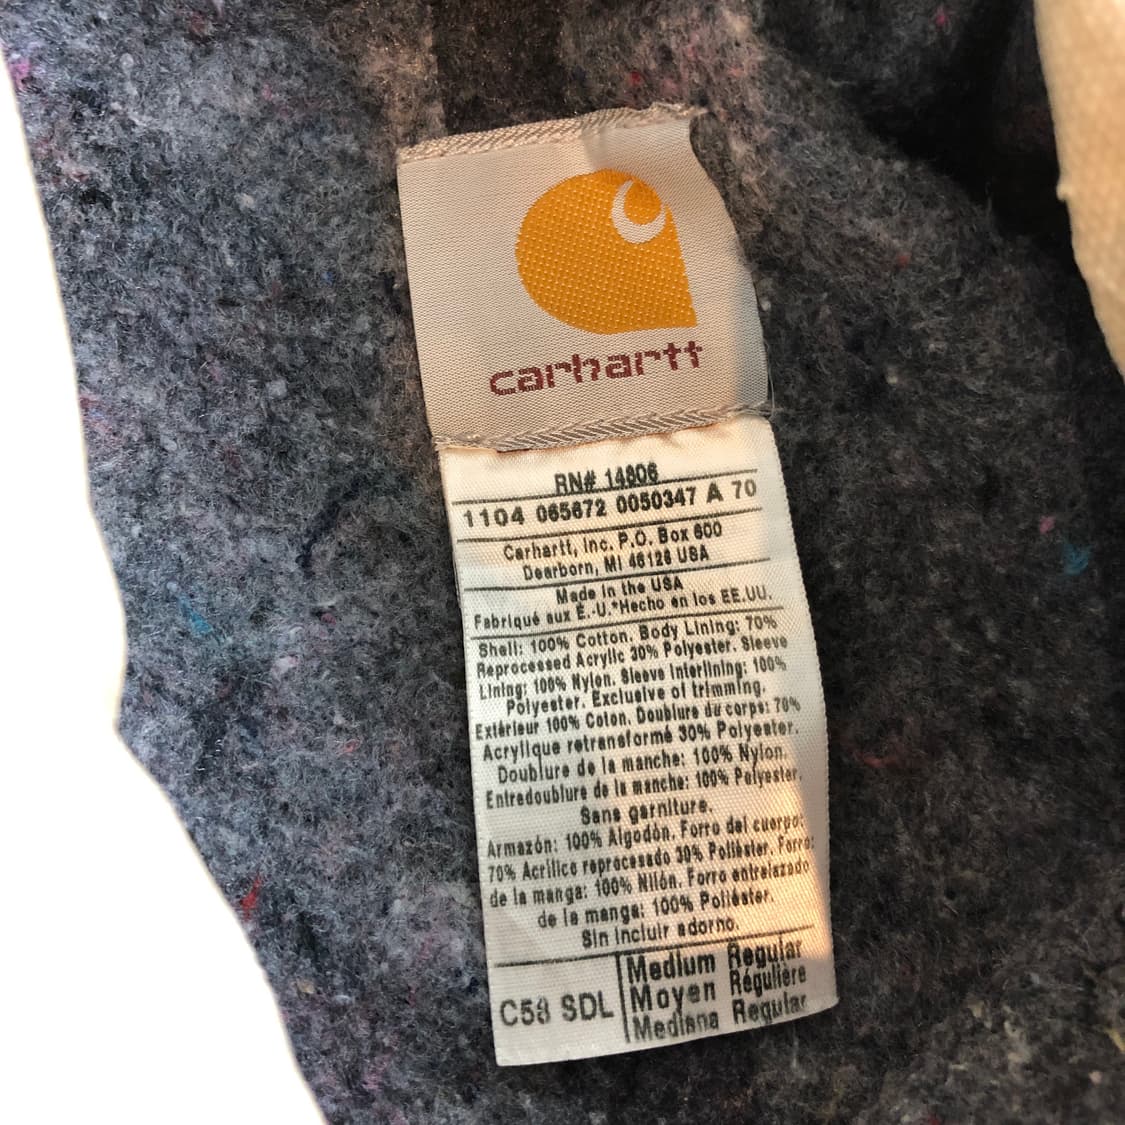 carhartt
RN# 14806
1104 065672 0050347 A 70
Carhartt, Inc. P.O. Box 600
Dearborn, MI 48126 USA
Made in the USA
Fabriqué aux É.-U.*Hecho en los EE.UU.
Shell: 100% Cotton. Body Lining: 70%
Reprocessed Acrylic 30% Polyester. Sleeve
Lining: 100% Nylon. Sleeve Interlining: 100%
Polyester. Exclusive of trimming.
Extérieur 100% Coton. Doublure du corps: 70%
Acrylique retransformé 30% Polyester.
Doublure de la manche: 100% Nylon.
Entredoublure de la manche: 100% Polyester.
Sans garniture.
Armazón: 100% Algodón. Forro del cuerpo:
70% Acrílico reprocesado 30% Poliéster. Forro:
de la manga: 100% Nilón. Forro entrelazado
de la manga: 100% Poliéster.
Sin incluir adorno.
C58 SDL
Medium Regular
Moyen Régulière
Mediana Regular